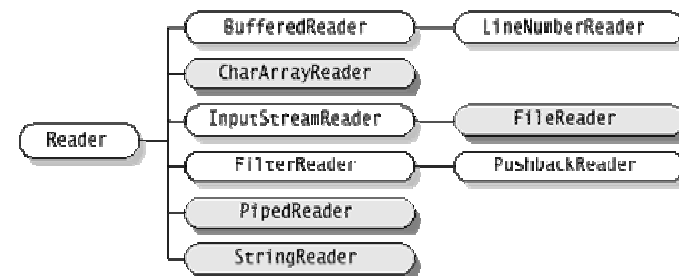 BufferedReader
LineNumberReader
CharArrayReader
InputStreamReader
FileReader
Reader
FilterReader
PushbackReader
PipedReader
StringReader